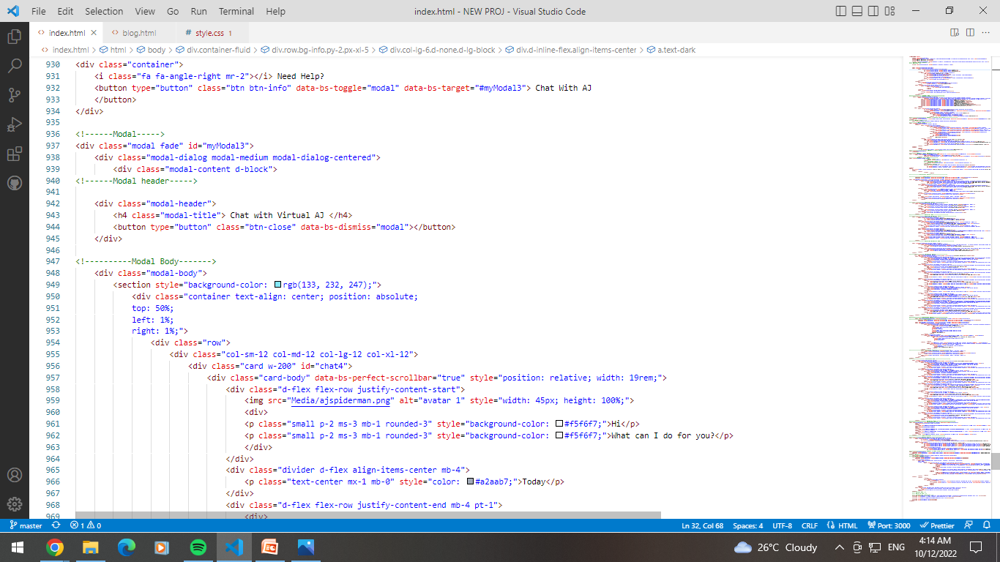 File Edit Selection View Go Run Terminal Help index.html - NEW PROJ - Visual Studio Code
index.html blog.html # style.css 1
index.html > html > body > div.container-fluid > div.row.bg-info.py-2.px-xl-5 > div.col-lg-6.d-none.d-lg-block > div.d-inline-flex.align-items-center > a.text-dark
930 <div class="container">
931 <i class="fa fa-angle-right mr-2"></i> Need Help?
932 <button type="button" class="btn btn-info" data-bs-toggle="modal" data-bs-target="#myModal3"> Chat With AJ
933 </button>
934 </div>
935
936 <!------Modal----->
937 <div class="modal fade" id="myModal3">
938 <div class="modal-dialog modal-medium modal-dialog-centered">
939 <div class="modal-content d-block">
940 <!------Modal header----->
941
942 <div class="modal-header">
943 <h4 class="modal-title"> Chat with Virtual AJ </h4>
944 <button type="button" class="btn-close" data-bs-dismiss="modal"></button>
945 </div>
946
947 <!----------Modal Body------->
948 <div class="modal-body">
949 <section style="background-color: rgb(133, 232, 247);">
950 <div class="container text-align: center; position: absolute;
951 top: 50%;
952 left: 1%;
953 right: 1%;">
954 <div class="row">
955 <div class="col-sm-12 col-md-12 col-lg-12 col-xl-12">
956 <div class="card w-200" id="chat4">
957 <div class="card-body" data-mdb-perfect-scrollbar="true" style="position: relative; width: 19rem;">
958 <div class="d-flex flex-row justify-content-start">
959 <img src="Media/ajspiderman.png" alt="avatar 1" style="width: 45px; height: 100%;">
960 <div>
961 <p class="small p-2 ms-3 mb-1 rounded-3" style="background-color: #f5f6f7;">Hi</p>
962 <p class="small p-2 ms-3 mb-1 rounded-3" style="background-color: #f5f6f7;">What can I do for you?</p>
963 </div>
964 </div>
965 <div class="divider d-flex align-items-center mb-4">
966 <p class="text-center mx-1 mb-0" style="color: #a2aab7;">Today</p>
967 </div>
968 <div class="d-flex flex-row justify-content-end mb-4 pt-1">
969 <div>
master 1 0 Ln 32, Col 68 Spaces: 4 UTF-8 CRLF HTML Port: 3000 Prettier
26°C Cloudy ENG 4:14 AM
10/12/2022